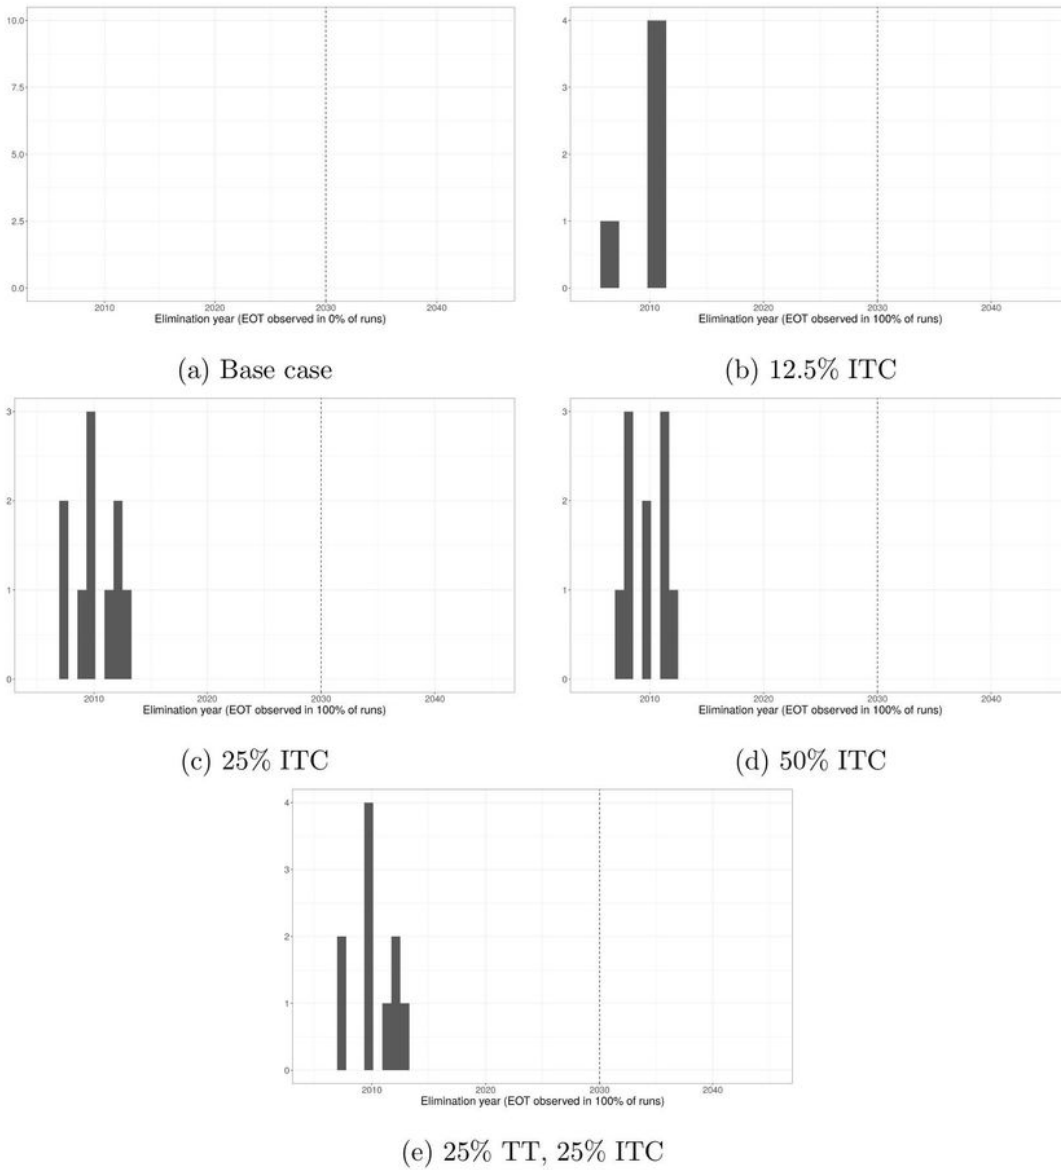 10.0
7.5
5.0
2.5
0.0
2010 2020 2030 2040
Elimination year (EOT observed in 0% of runs)
(a) Base case
4
3
2
1
0
2010 2020 2030 2040
Elimination year (EOT observed in 100% of runs)
(b) 12.5% ITC
3
2
1
0
2010 2020 2030 2040
Elimination year (EOT observed in 100% of runs)
(c) 25% ITC
3
2
1
0
2010 2020 2030 2040
Elimination year (EOT observed in 100% of runs)
(d) 50% ITC
4
3
2
1
0
2010 2020 2030 2040
Elimination year (EOT observed in 100% of runs)
(e) 25% TT, 25% ITC